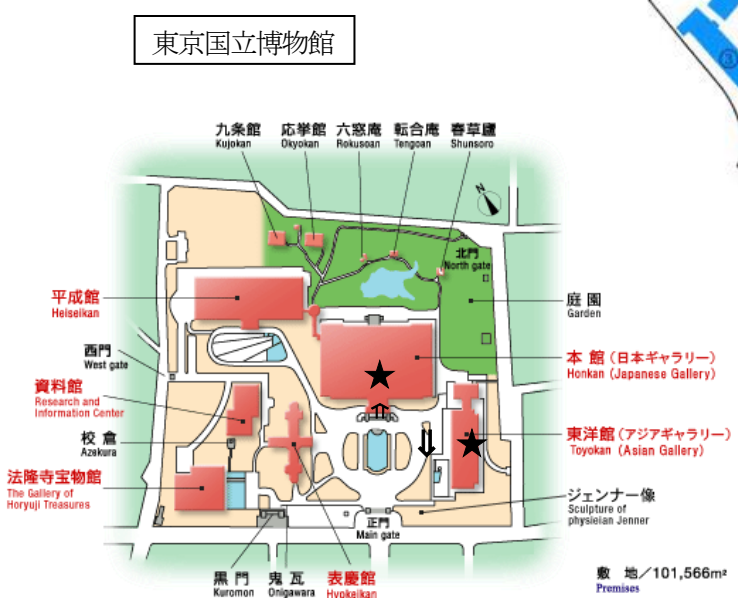 東京国立博物館
③
九条館
Kujokan
応挙館
Okyokan
六窓庵
Rokusoan
転合庵
Tengoan
春草廬
Shunsoro
N
北門
North gate
平成館
Heiseikan
庭園
Garden
西門
West gate
本館(日本ギャラリー)
Honkan (Japanese Gallery)
資料館
Research and
Information Center
校倉
Azekura
東洋館(アジアギャラリー)
Toyokan (Asian Gallery)
法隆寺宝物館
The Gallery of
Horyuji Treasures
ジェンナー像
Sculpture of
physieian Jenner
正門
Main gate
黒門
Kuromon
鬼瓦
Onigawara
表慶館
Hyokeikan
敷 地/101,566m²
Premises